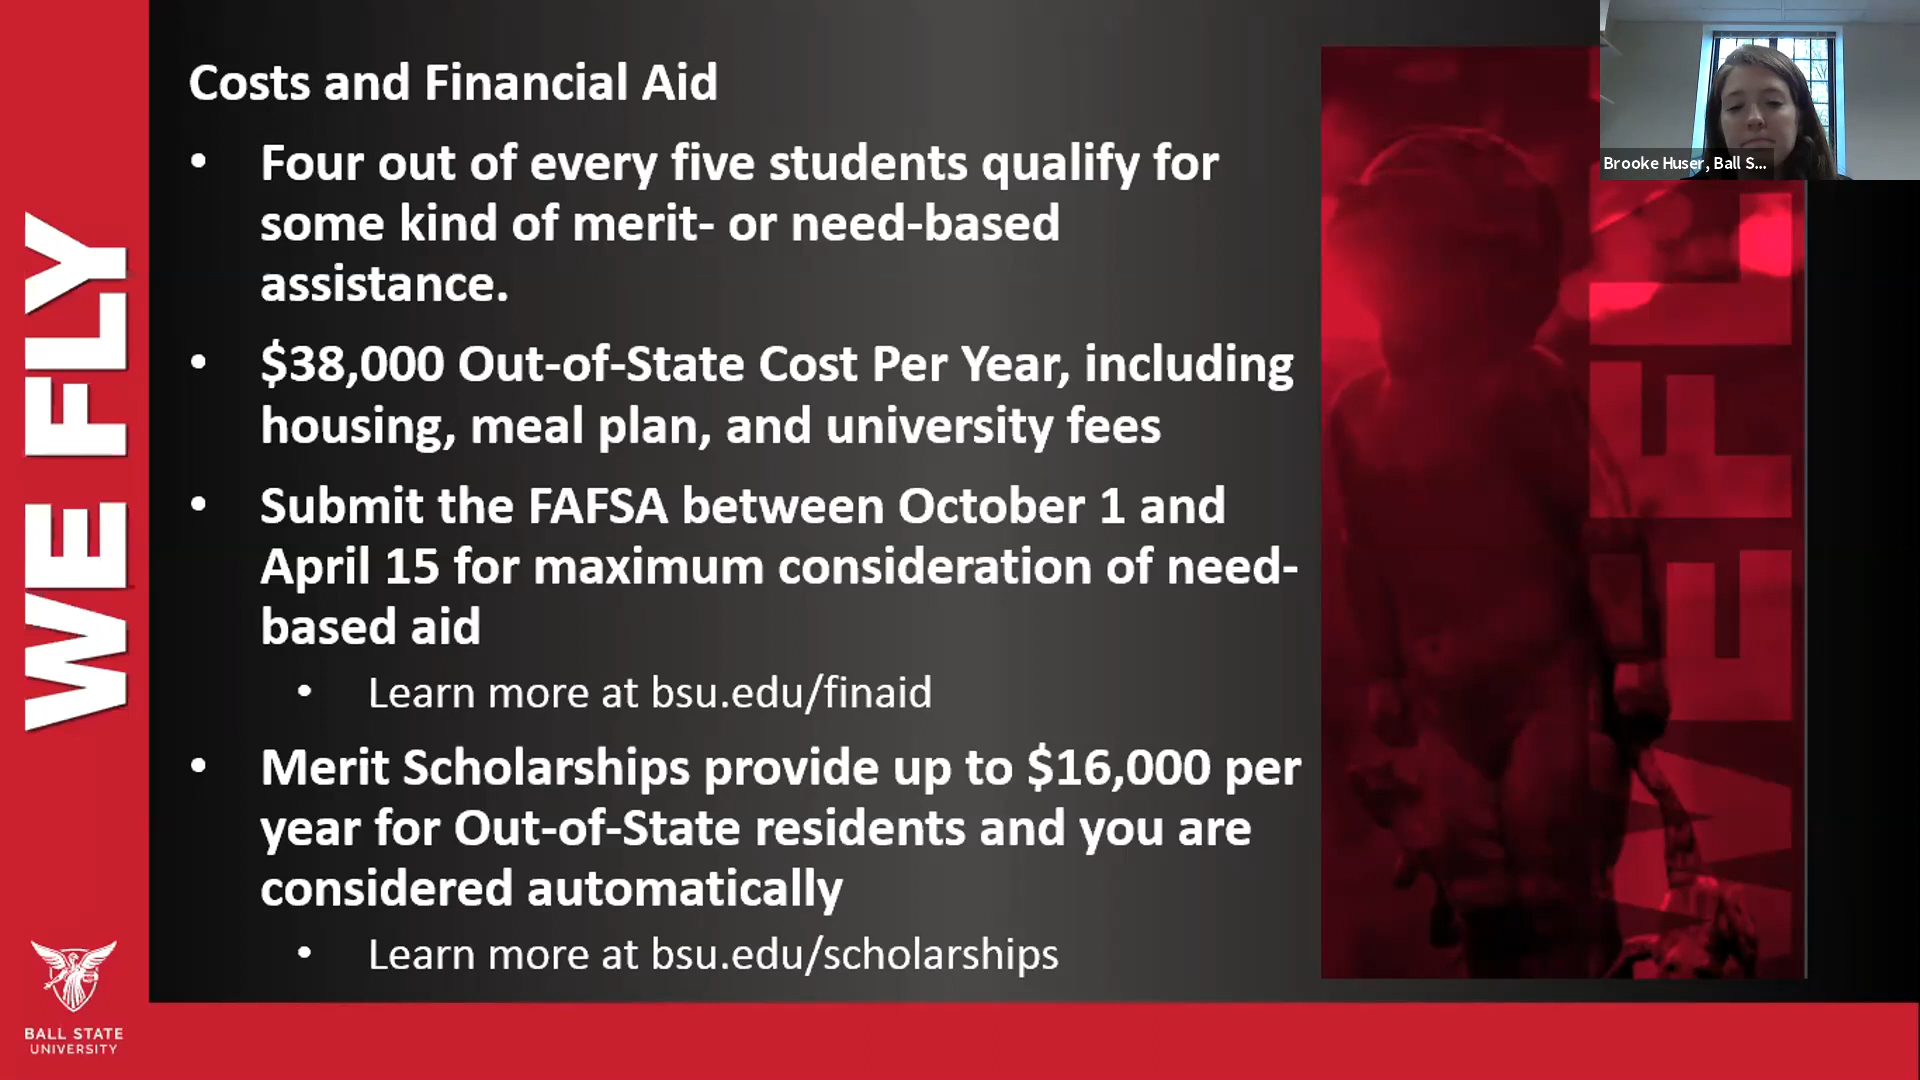 Costs and Financial Aid
• Four out of every five students qualify for
some kind of merit- or need-based
assistance.
• $38,000 Out-of-State Cost Per Year, including
housing, meal plan, and university fees
• Submit the FAFSA between October 1 and
April 15 for maximum consideration of need-
based aid
• Learn more at bsu.edu/finaid
• Merit Scholarships provide up to $16,000 per
year for Out-of-State residents and you are
considered automatically
• Learn more at bsu.edu/scholarships
WE FLY
BALL STATE
UNIVERSITY
Brooke Huser, Ball S...
WE FL